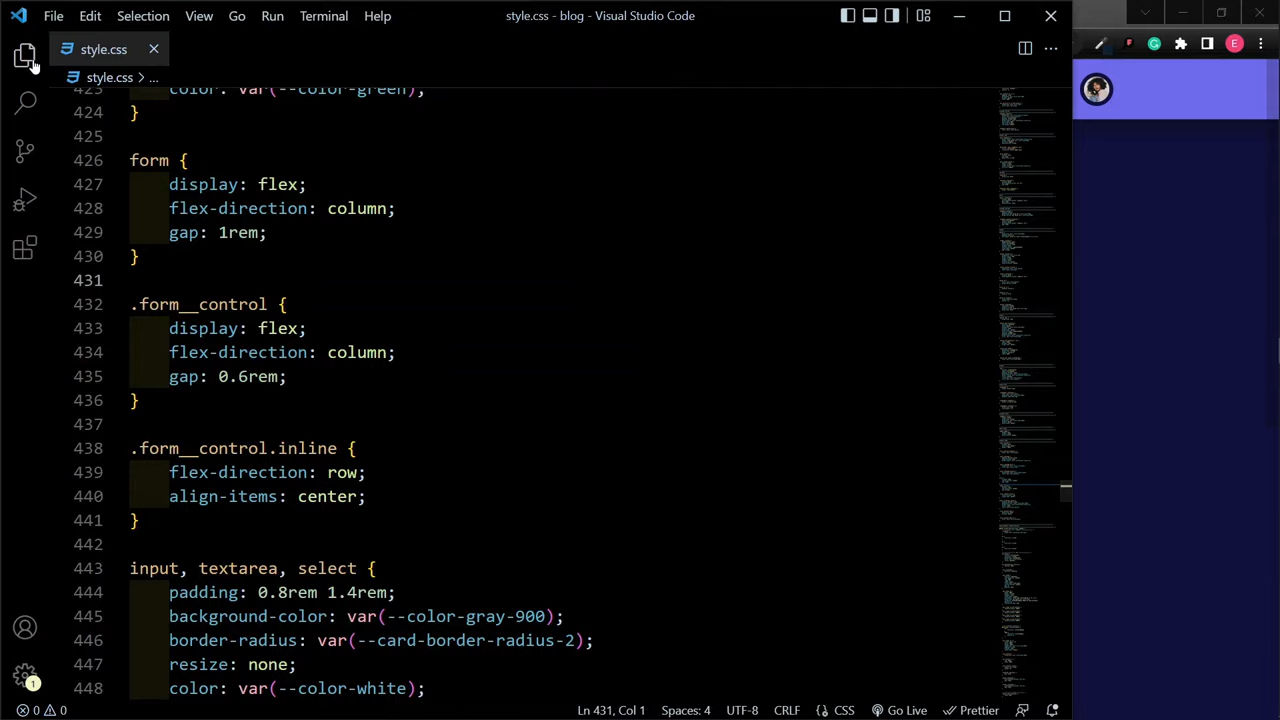 File Edit Selection View Go Run Terminal Help
style.css - blog - Visual Studio Code
style.css
style.css > ...
423 color: var(--color-green);
424 }
425
426 form {
427 display: flex;
428 flex-direction: column;
429 gap: 1rem;
430 }
431
432 .form__control {
433 display: flex;
434 flex-direction: column;
435 gap: 0.6rem;
436 }
437
438 .form__control.inline {
439 flex-direction: row;
440 align-items: center;
441 }
442
443 input, textarea, select {
444 padding: 0.8rem 1.4rem;
445 background-color: var(--color-gray-900);
446 border-radius: var(--card-border-radius-2);
447 resize: none;
448 color: var(--color-white);
1
0 0 Ln 431, Col 1 Spaces: 4 UTF-8 CRLF {} CSS Go Live Prettier
E